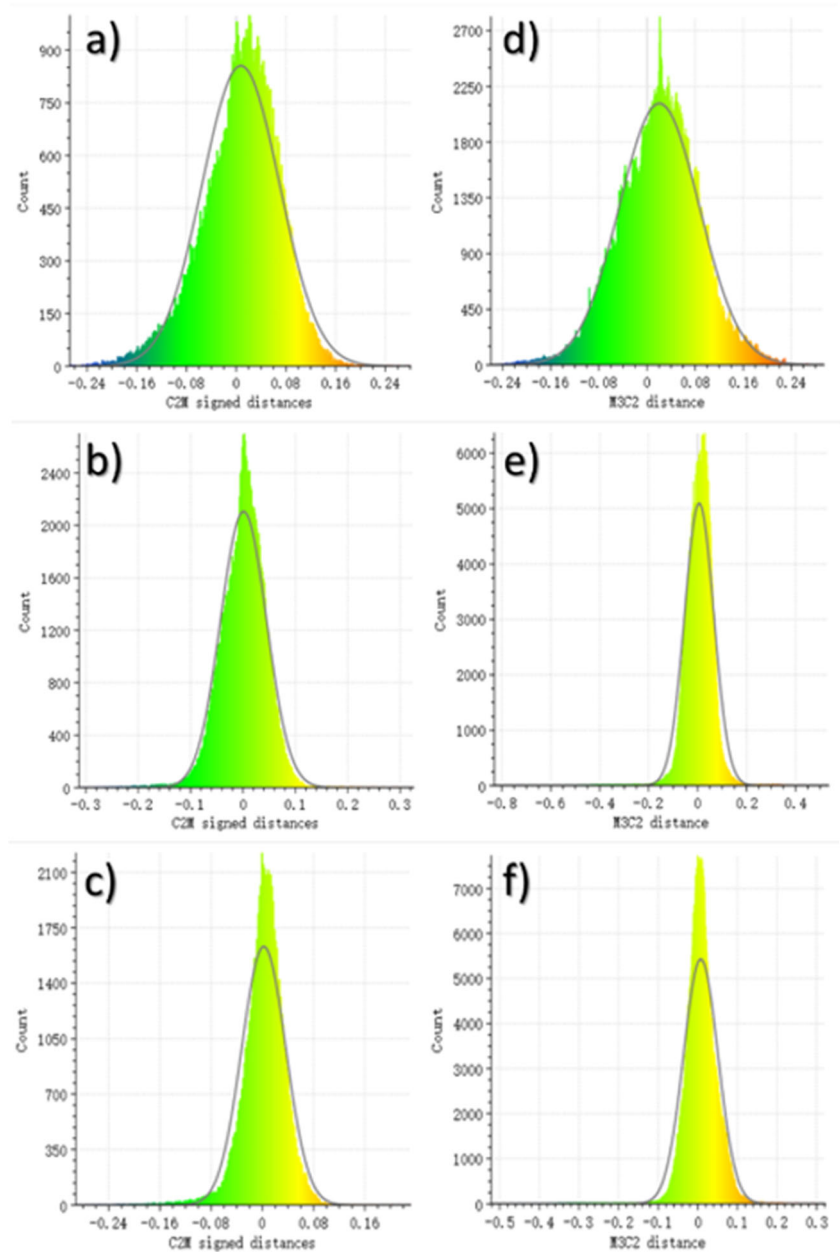 a)
900
750
600
450
300
150
0
Count
-0.24 -0.16 -0.08 0 0.08 0.16 0.24
C2M signed distances
d)
2700
2250
1800
1350
900
450
0
Count
-0.24 -0.16 -0.08 0 0.08 0.16 0.24
M3C2 distance
b)
2400
2000
1600
1200
800
400
0
Count
-0.3 -0.2 -0.1 0 0.1 0.2 0.3
C2M signed distances
e)
6000
5000
4000
3000
2000
1000
0
Count
-0.8 -0.6 -0.4 -0.2 0 0.2 0.4
M3C2 distance
c)
2100
1750
1400
1050
700
350
0
Count
-0.24 -0.16 -0.08 0 0.08 0.16
C2M signed distances
f)
7000
6000
5000
4000
3000
2000
1000
0
Count
-0.5 -0.4 -0.3 -0.2 -0.1 0 0.1 0.2 0.3
M3C2 distance